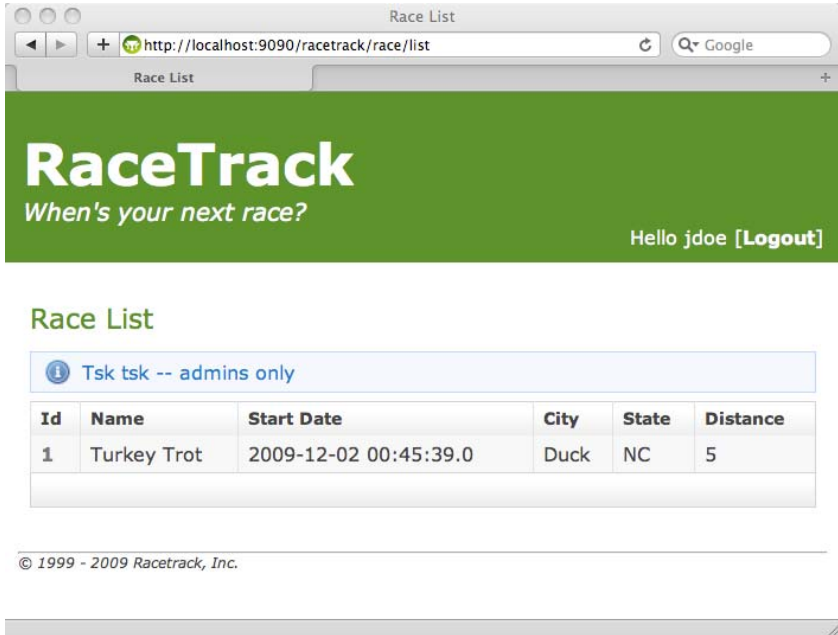 Race List
http://localhost:9090/racetrack/race/list
Google
Race List
RaceTrack
When's your next race?
Hello jdoe [Logout]
Race List
Tsk tsk -- admins only
Id Name Start Date City State Distance
1 Turkey Trot 2009-12-02 00:45:39.0 Duck NC 5
© 1999 - 2009 Racetrack, Inc.